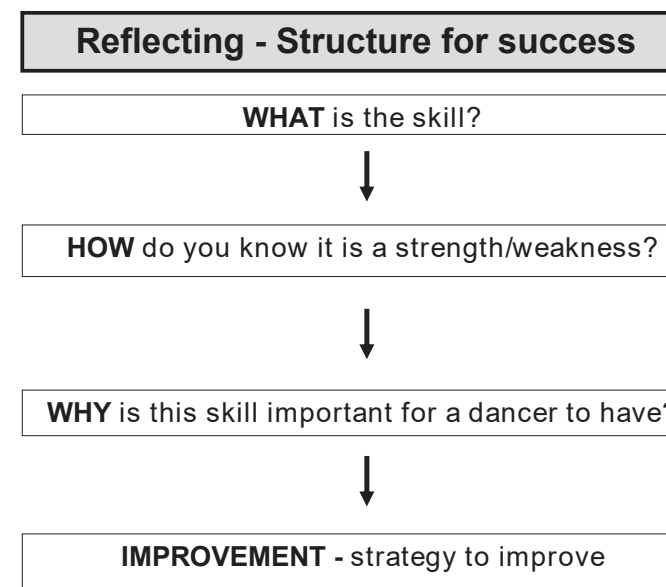 Reflecting - Structure for success
WHAT is the skill?
HOW do you know it is a strength/weakness?
WHY is this skill important for a dancer to have?
IMPROVEMENT - strategy to improve